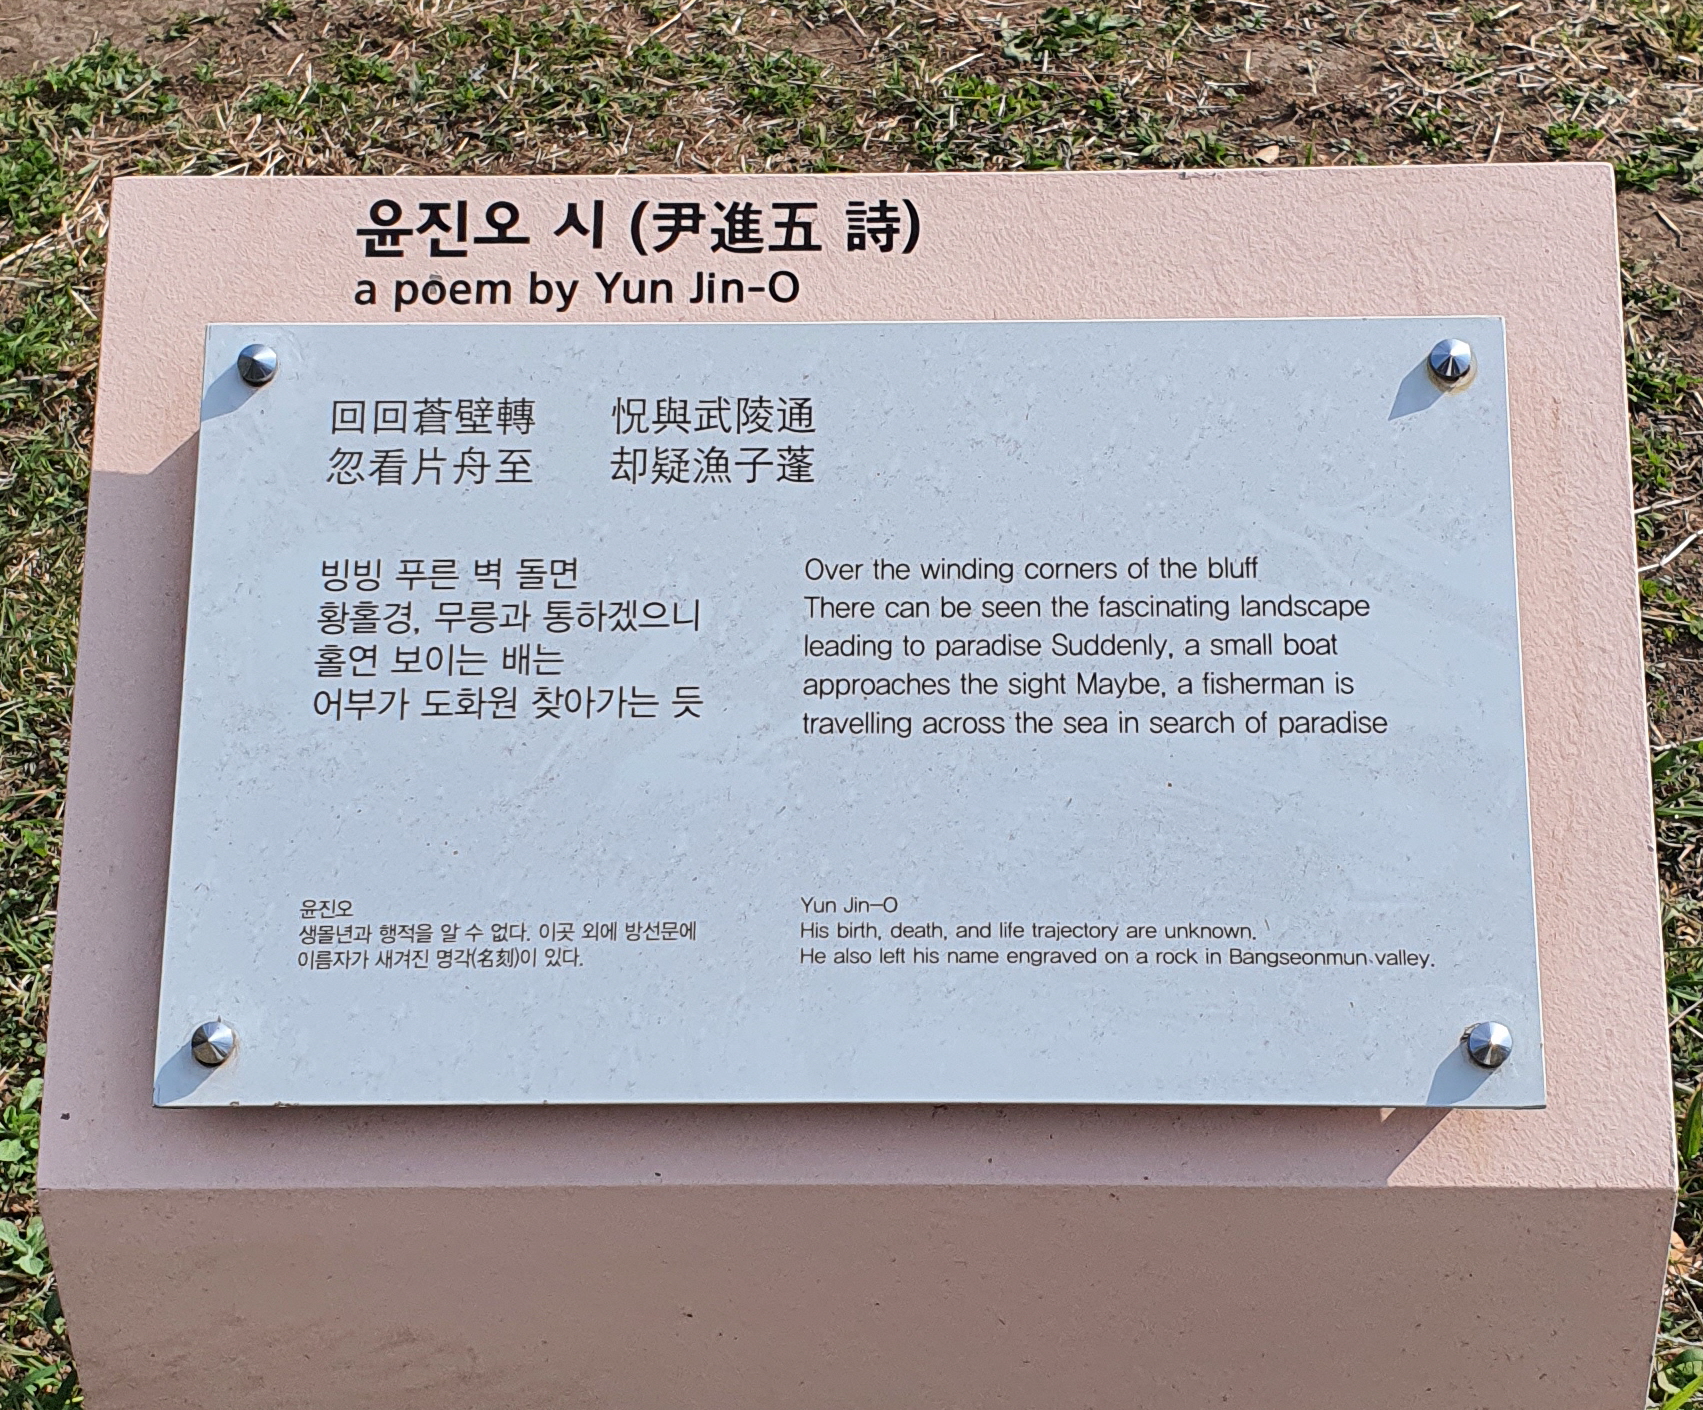 윤진오 시 (尹進五 詩)
a poem by Yun Jin-O
回回蒼壁轉 怳與武陵通
忽看片舟至 却疑漁子蓬
빙빙 푸른 벽 돌면
황홀경, 무릉과 통하겠으니
홀연 보이는 배는
어부가 도화원 찾아가는 듯
Over the winding corners of the bluff
There can be seen the fascinating landscape
leading to paradise Suddenly, a small boat
approaches the sight Maybe, a fisherman is
travelling across the sea in search of paradise
윤진오
생몰년과 행적을 알 수 없다. 이곳 외에 방선문에
이름자가 새겨진 명각(名刻)이 있다.
Yun Jin-O
His birth, death, and life trajectory are unknown.
He also left his name engraved on a rock in Bangseonmun valley.